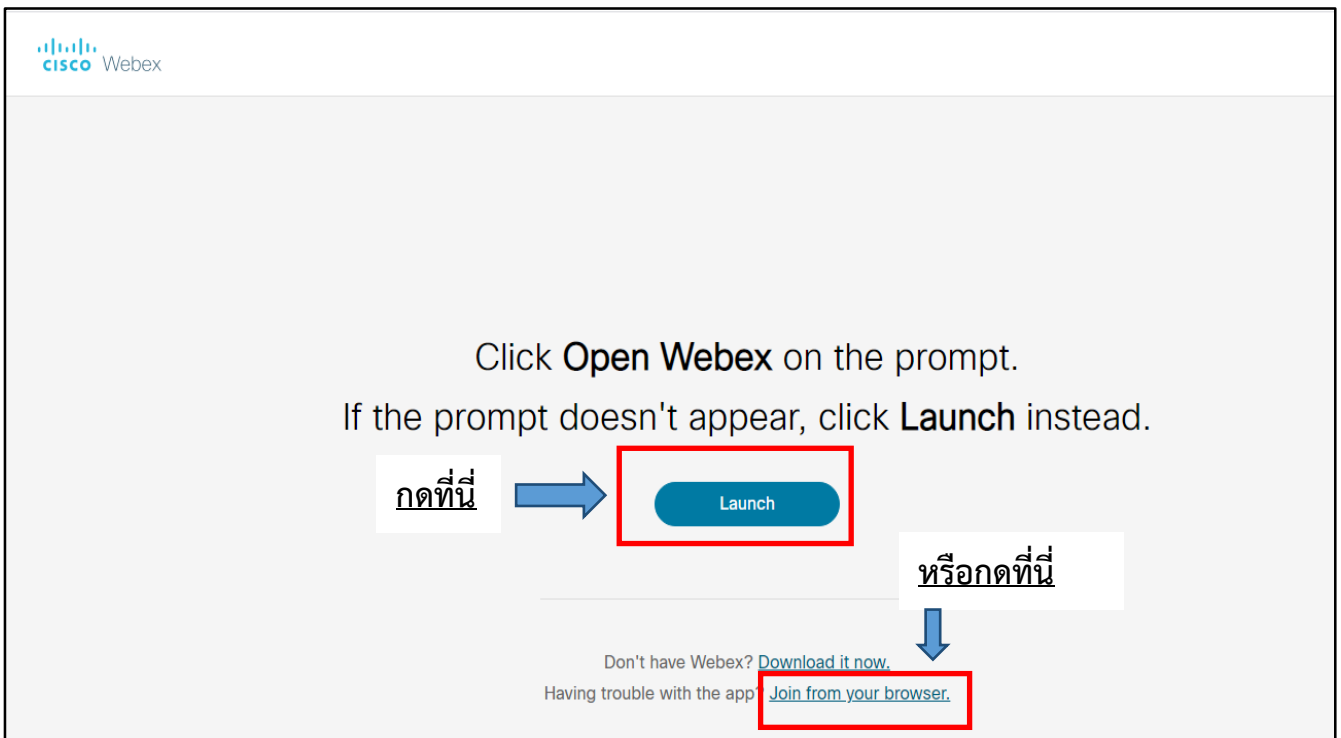 cisco Webex
Click Open Webex on the prompt.
If the prompt doesn't appear, click Launch instead.
กดที่นี่
Launch
หรือกดที่นี่
Don't have Webex? Download it now.
Having trouble with the app? Join from your browser.